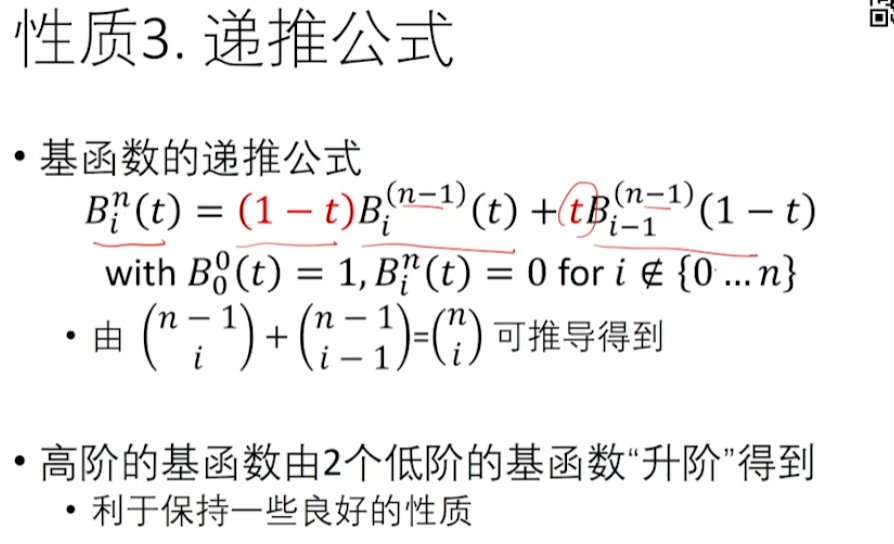 性质3. 递推公式
• 基函数的递推公式
B_i^n(t) = (1 − t)B_i^{(n−1)}(t) + tB_{i−1}^{(n−1)}(1 − t)
with B_0^0(t) = 1, B_i^n(t) = 0 for i ∉ {0 … n}
• 由 \binom{n − 1}{i} + \binom{n − 1}{i − 1}=\binom{n}{i} 可推导得到
• 高阶的基函数由2个低阶的基函数“升阶”得到
• 利于保持一些良好的性质